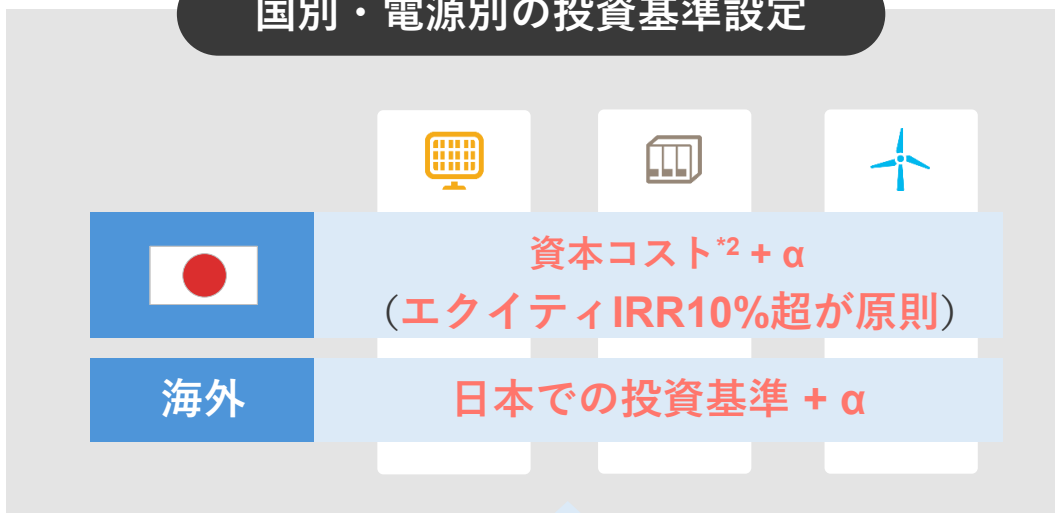 国別・電源別の投資基準設定
資本コスト*2 + α
(エクイティIRR10%超が原則)
海外
日本での投資基準 + α